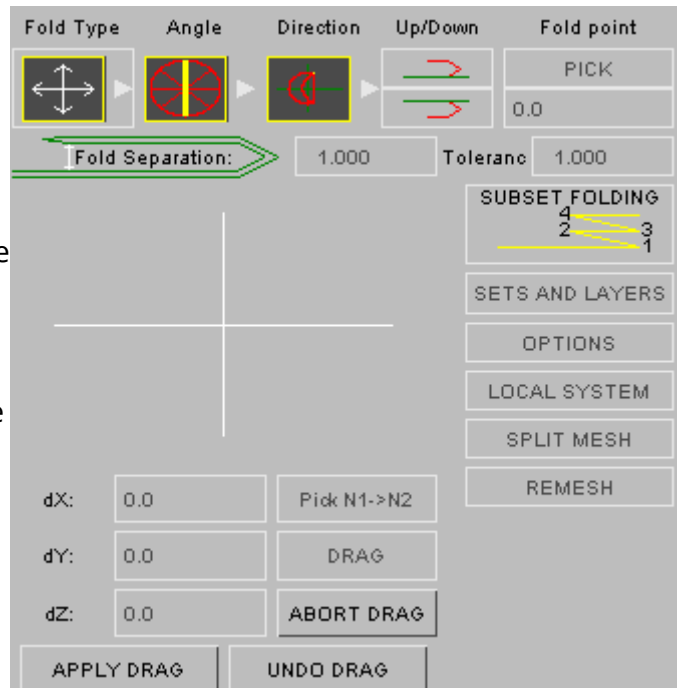 Fold Type Angle Direction Up/Down Fold point
PICK
0.0
Fold Separation: 1.000 Toleranc 1.000
SUBSET FOLDING
4
2 3
1
e
SETS AND LAYERS
OPTIONS
LOCAL SYSTEM
e
SPLIT MESH
REMESH
dX: 0.0 Pick N1->N2
dY: 0.0 DRAG
dZ: 0.0 ABORT DRAG
APPLY DRAG UNDO DRAG